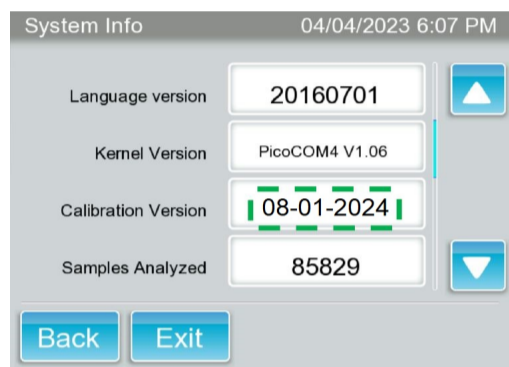 System Info 04/04/2023 6:07 PM
Language version 20160701
Kernel Version PicoCOM4 V1.06
Calibration Version 08-01-2024
Samples Analyzed 85829
Back Exit